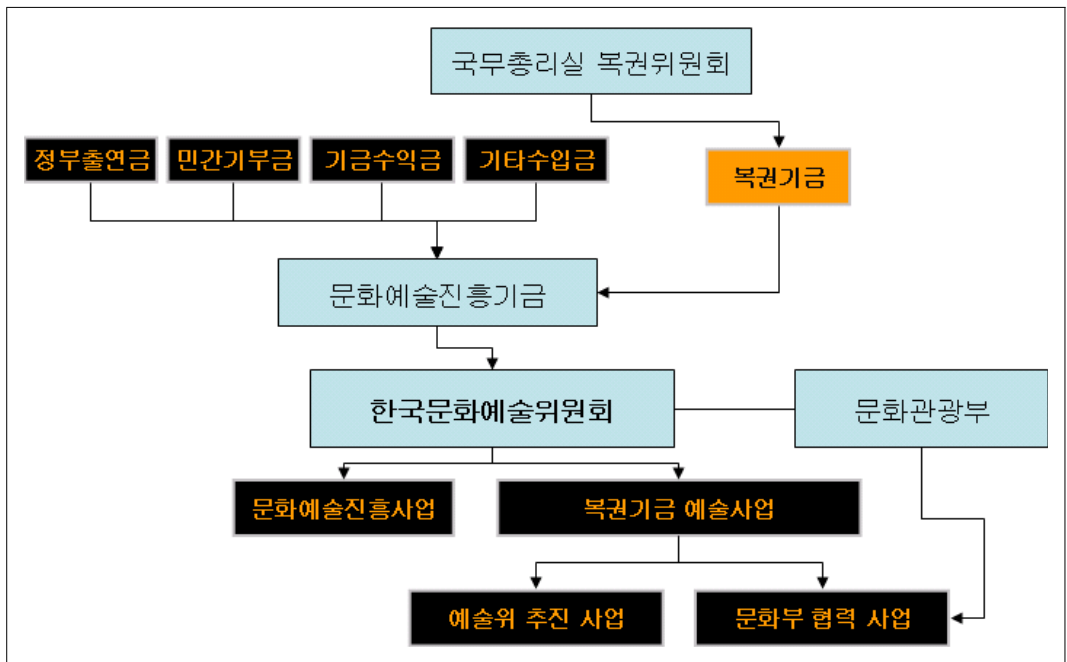 국무총리실 복권위원회
정부출연금
민간기부금
기금수익금
기타수입금
복권기금
문화예술진흥기금
한국문화예술위원회
문화관광부
문화예술진흥사업
복권기금 예술사업
예술위 추진 사업
문화부 협력 사업